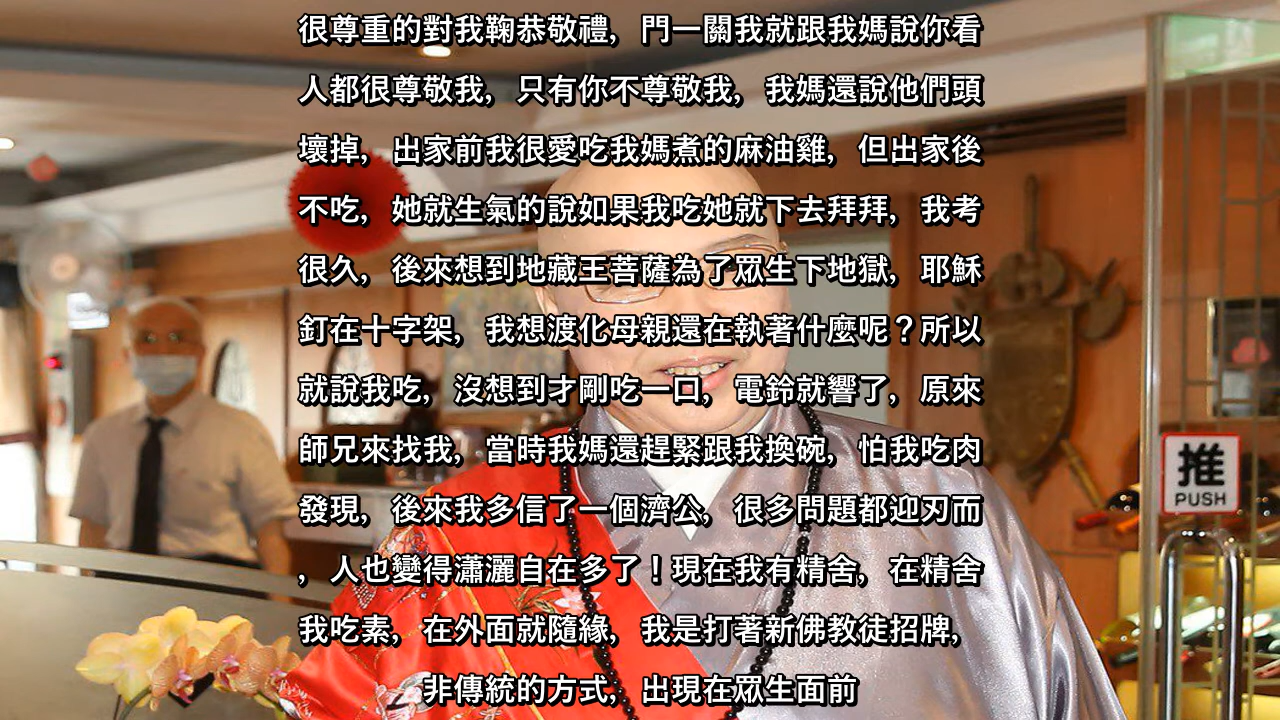 很尊重的對我鞠恭敬禮，門一關我就跟我媽說你看
人都很尊敬我，只有你不尊敬我，我媽還說他們頭
壞掉，出家前我很愛吃我媽煮的麻油雞，但出家後
不吃，她就生氣的說如果我吃她就下去拜拜，我考
很久，後來想到地藏王菩薩為了眾生下地獄，耶穌
釘在十字架，我想渡化母親還在執著什麼呢？所以
就說我吃，沒想到才剛吃一口，電鈴就響了，原來
師兄來找我，當時我媽還趕緊跟我換碗，怕我吃肉
發現，後來我多信了一個濟公，很多問題都迎刃而
，人也變得瀟灑自在多了！現在我有精舍，在精舍
我吃素，在外面就隨緣，我是打著新佛教徒招牌，
非傳統的方式，出現在眾生面前
推
PUSH